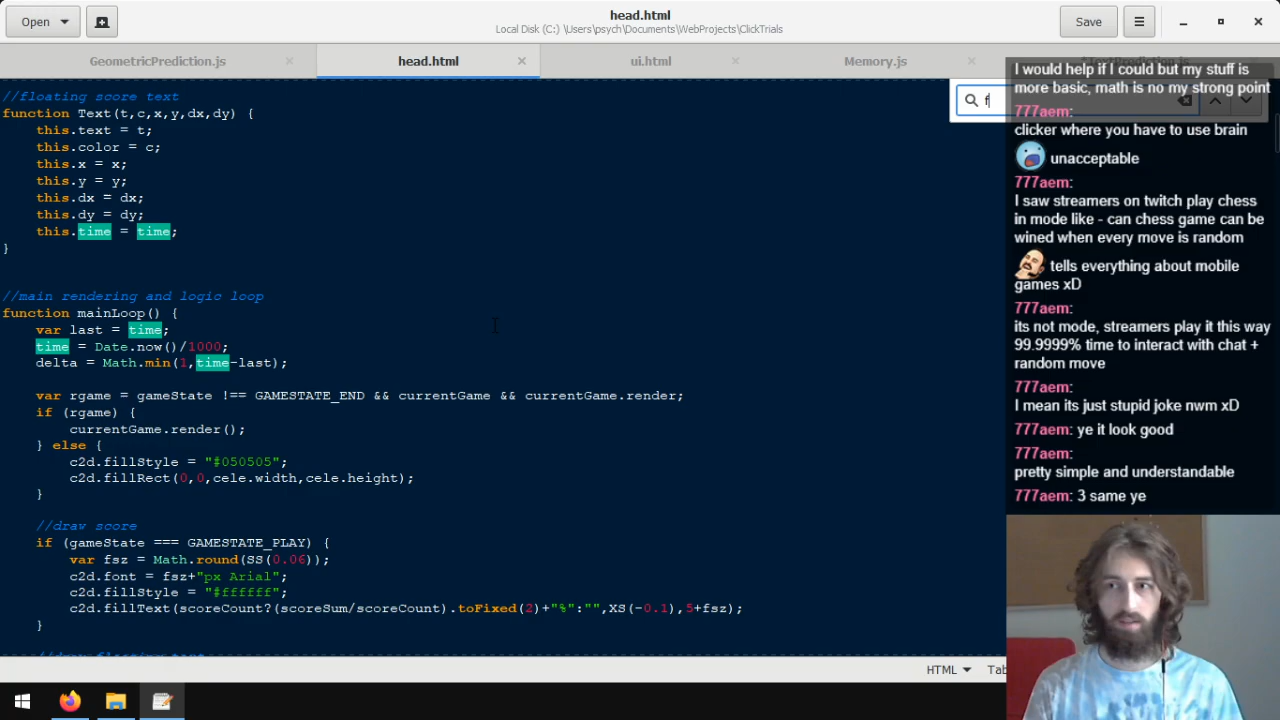 Open
head.html
Local Disk (C:) \Users\psych\Documents\WebProjects\ClickTrials
Save
GeometricPrediction.js
head.html
ui.html
Memory.js
f
//floating score text
function Text(t,c,x,y,dx,dy) {
this.text = t;
this.color = c;
this.x = x;
this.y = y;
this.dx = dx;
this.dy = dy;
this.time = time;
}
//main rendering and logic loop
function mainLoop() {
var last = time;
time = Date.now()/1000;
delta = Math.min(1,time-last);
var rgame = gameState !== GAMESTATE_END && currentGame && currentGame.render;
if (rgame) {
currentGame.render();
} else {
c2d.fillStyle = "#050505";
c2d.fillRect(0,0,cele.width,cele.height);
}
//draw score
if (gameState === GAMESTATE_PLAY) {
var fsz = Math.round(SS(0.06));
c2d.font = fsz+"px Arial";
c2d.fillStyle = "#ffffff";
c2d.fillText(scoreCount?(scoreSum/scoreCount).toFixed(2)+"%":"",XS(-0.1),5+fsz);
}
HTML
Tab
I would help if I could but my stuff is
more basic, math is no my strong point
777aem:
clicker where you have to use brain
unacceptable
777aem:
I saw streamers on twitch play chess
in mode like - can chess game can be
wined when every move is random
tells everything about mobile
games xD
777aem:
its not mode, streamers play it this way
99.9999% time to interact with chat +
random move
777aem:
I mean its just stupid joke nwm xD
777aem: ye it look good
777aem:
pretty simple and understandable
777aem: 3 same ye